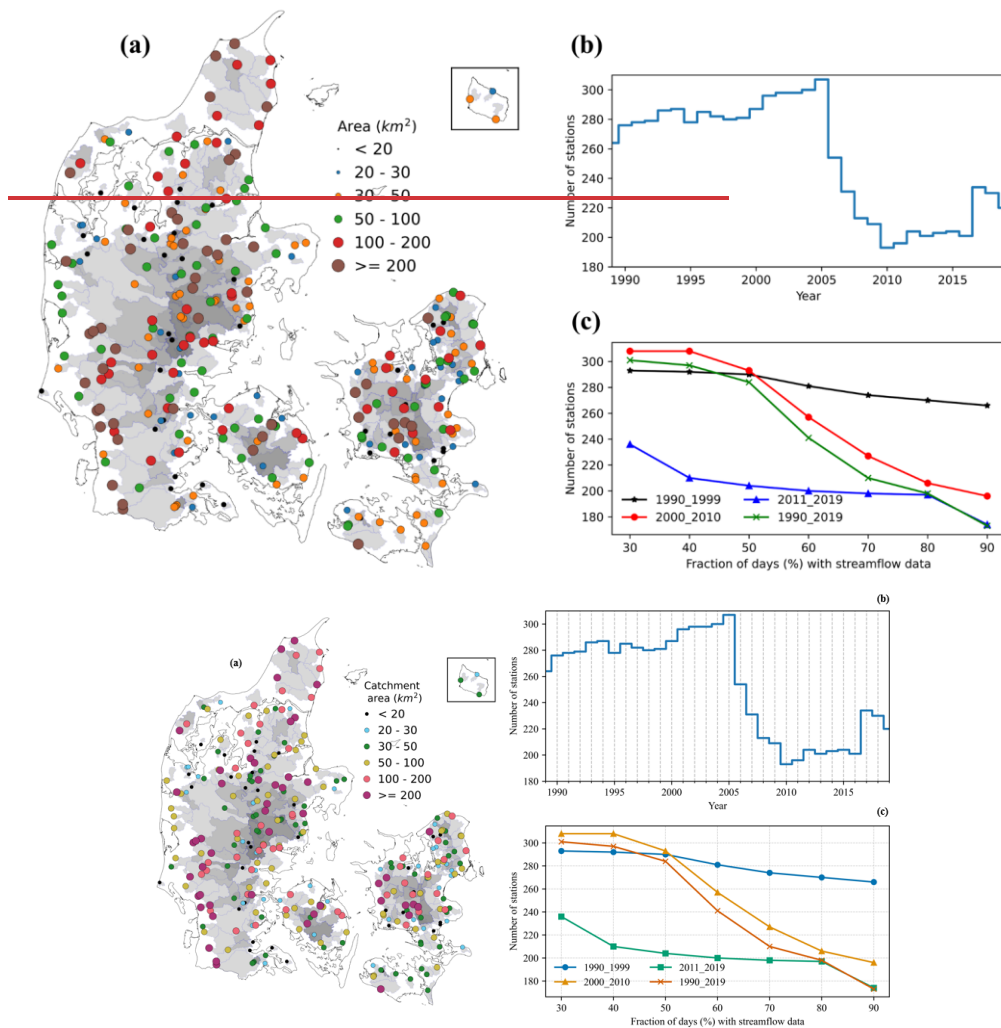 (a)
Area (km²)
< 20
20 - 30
30 - 50
50 - 100
100 - 200
>= 200
(b)
Number of stations
300
280
260
240
220
200
180
1990
1995
2000
2005
2010
2015
Year
(c)
Number of stations
300
280
260
240
220
200
180
1990_1999
2000_2010
2011_2019
1990_2019
30
40
50
60
70
80
90
Fraction of days (%) with streamflow data
(a)
Catchment
area (km²)
< 20
20 - 30
30 - 50
50 - 100
100 - 200
>= 200
(b)
Number of stations
300
280
260
240
220
200
180
1990
1995
2000
2005
2010
2015
Year
(c)
Number of stations
300
280
260
240
220
200
180
1990_1999
2000_2010
2011_2019
1990_2019
30
40
50
60
70
80
90
Fraction of days (%) with streamflow data